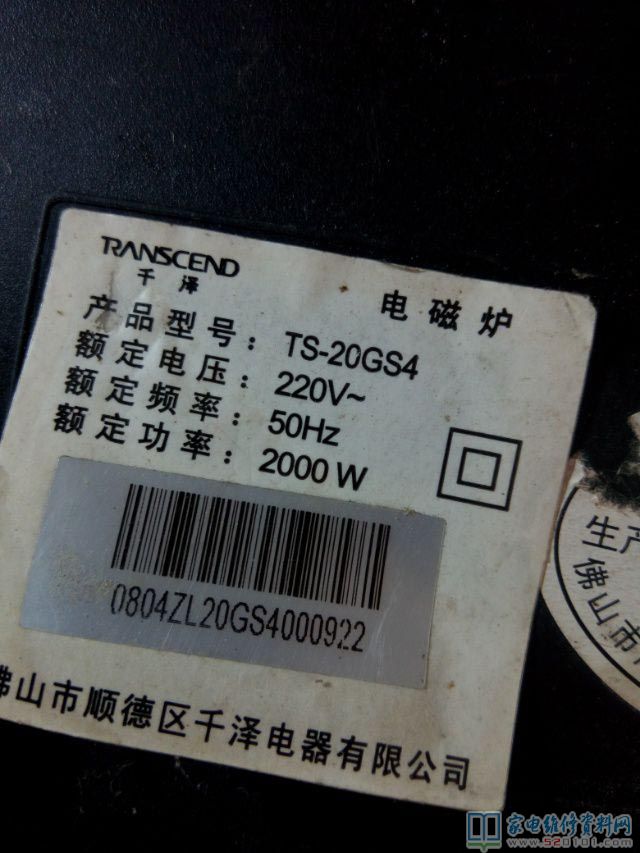 TRANSCEND
千泽
电磁炉
产品型号：TS-20GS4
额定电压：220V~
额定频率：50Hz
额定功率：2000W
0804ZL20GS4000922
佛山市顺德区千泽电器有限公司
生产
佛山市
家电维修资料网
www.520101.com